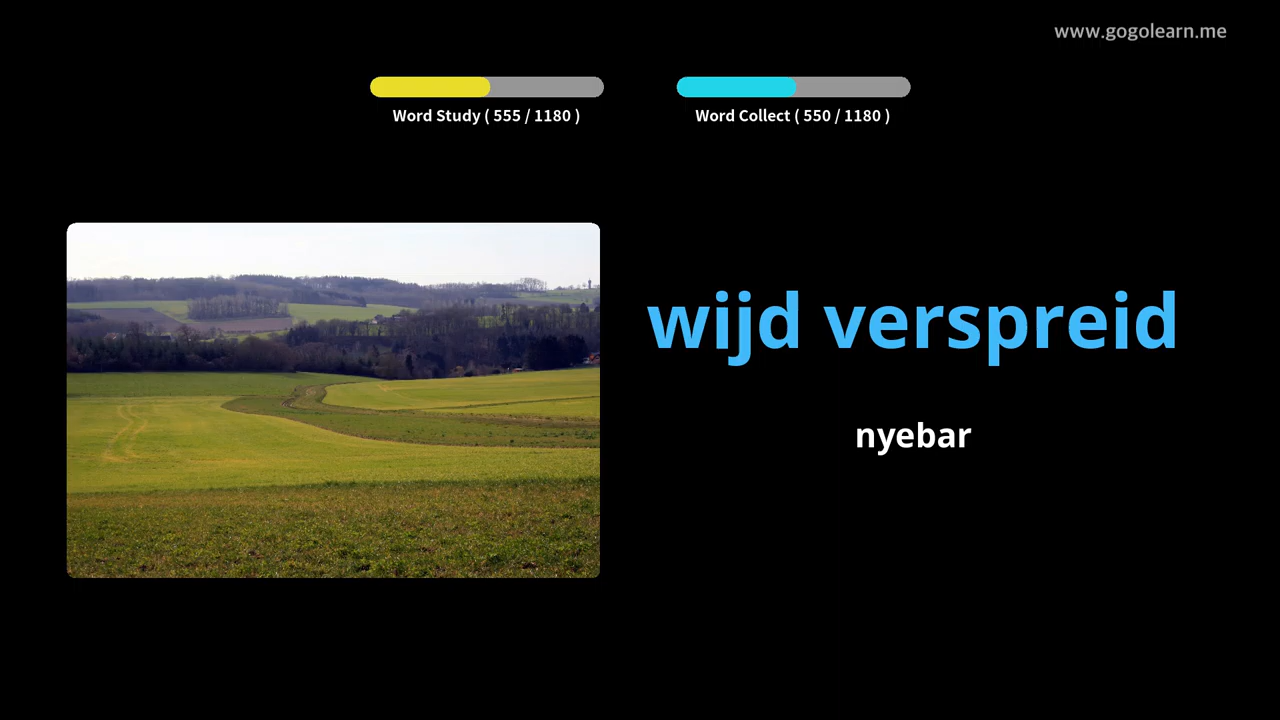 www.gogolearn.me
Word Study ( 555 / 1180 )
Word Collect ( 550 / 1180 )
wijd verspreid
nyebar